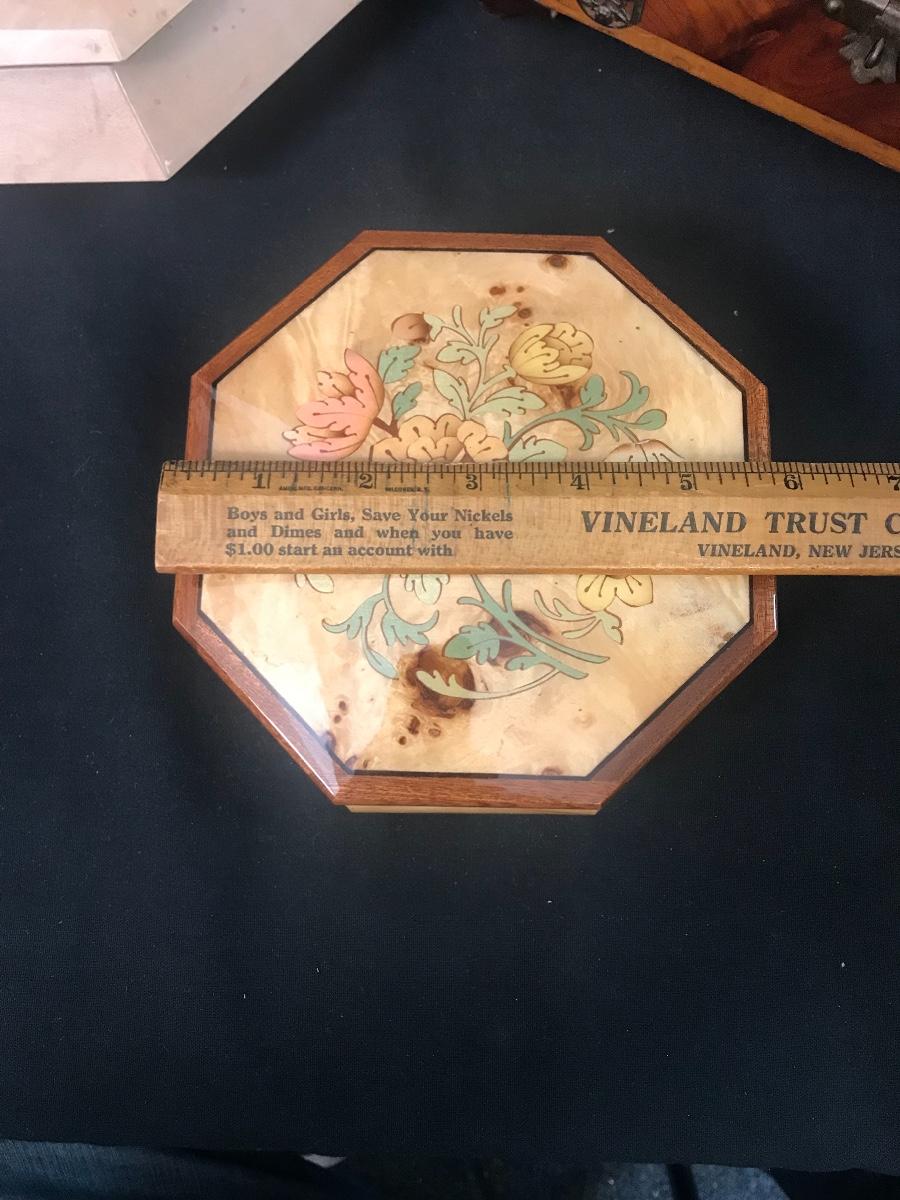 1 2 3 4 5 6 7
Boys and Girls, Save Your Nickels
and Dimes and when you have
$1.00 start an account with
VINELAND TRUST C
VINELAND, NEW JERS